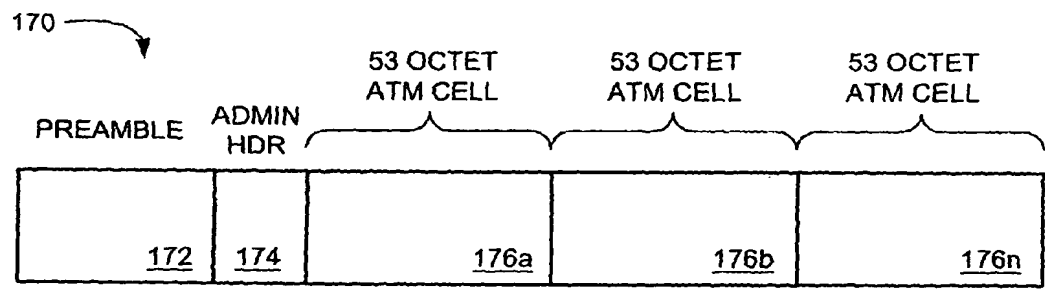 170
53 OCTET
ATM CELL
53 OCTET
ATM CELL
53 OCTET
ATM CELL
PREAMBLE
ADMIN
HDR
172
174
176a
176b
176n